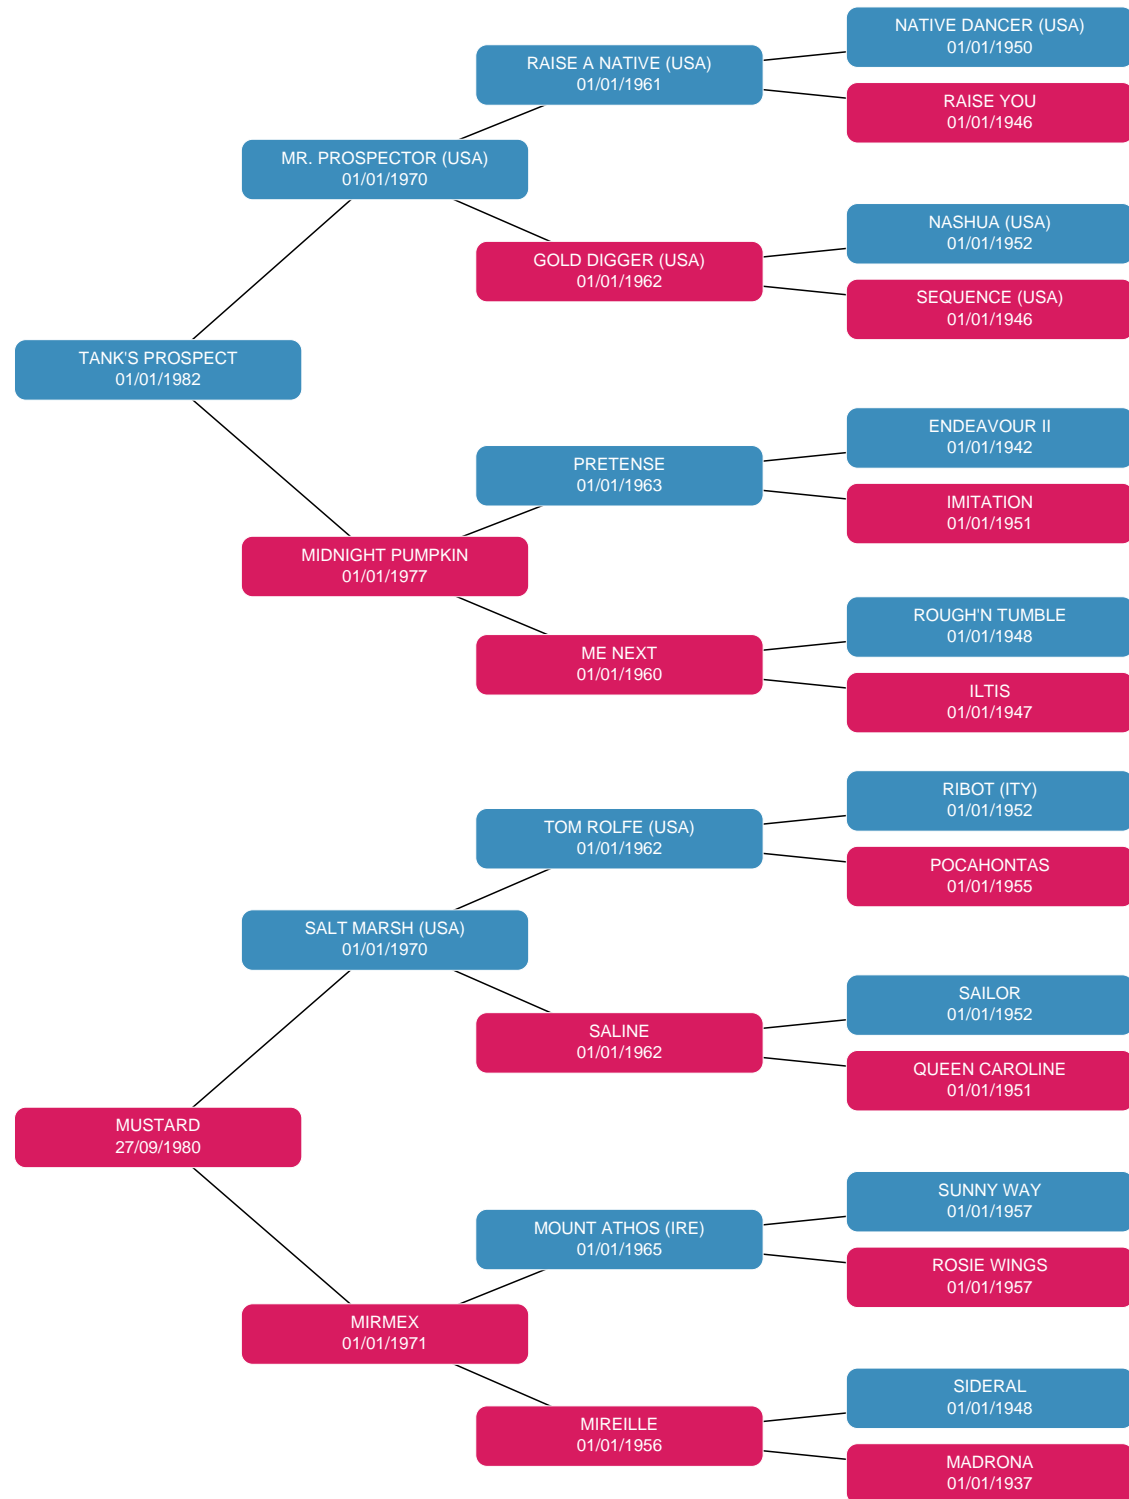 NATIVE DANCER (USA)
01/01/1950
RAISE A NATIVE (USA)
01/01/1961
RAISE YOU
01/01/1946
MR. PROSPECTOR (USA)
01/01/1970
NASHUA (USA)
01/01/1952
GOLD DIGGER (USA)
01/01/1962
SEQUENCE (USA)
01/01/1946
TANK'S PROSPECT
01/01/1982
ENDEAVOUR II
01/01/1942
PRETENSE
01/01/1963
IMITATION
01/01/1951
MIDNIGHT PUMPKIN
01/01/1977
ROUGH'N TUMBLE
01/01/1948
ME NEXT
01/01/1960
ILTIS
01/01/1947
RIBOT (ITY)
01/01/1952
TOM ROLFE (USA)
01/01/1962
POCAHONTAS
01/01/1955
SALT MARSH (USA)
01/01/1970
SAILOR
01/01/1952
SALINE
01/01/1962
QUEEN CAROLINE
01/01/1951
MUSTARD
27/09/1980
SUNNY WAY
01/01/1957
MOUNT ATHOS (IRE)
01/01/1965
ROSIE WINGS
01/01/1957
MIRMEX
01/01/1971
SIDERAL
01/01/1948
MIREILLE
01/01/1956
MADRONA
01/01/1937